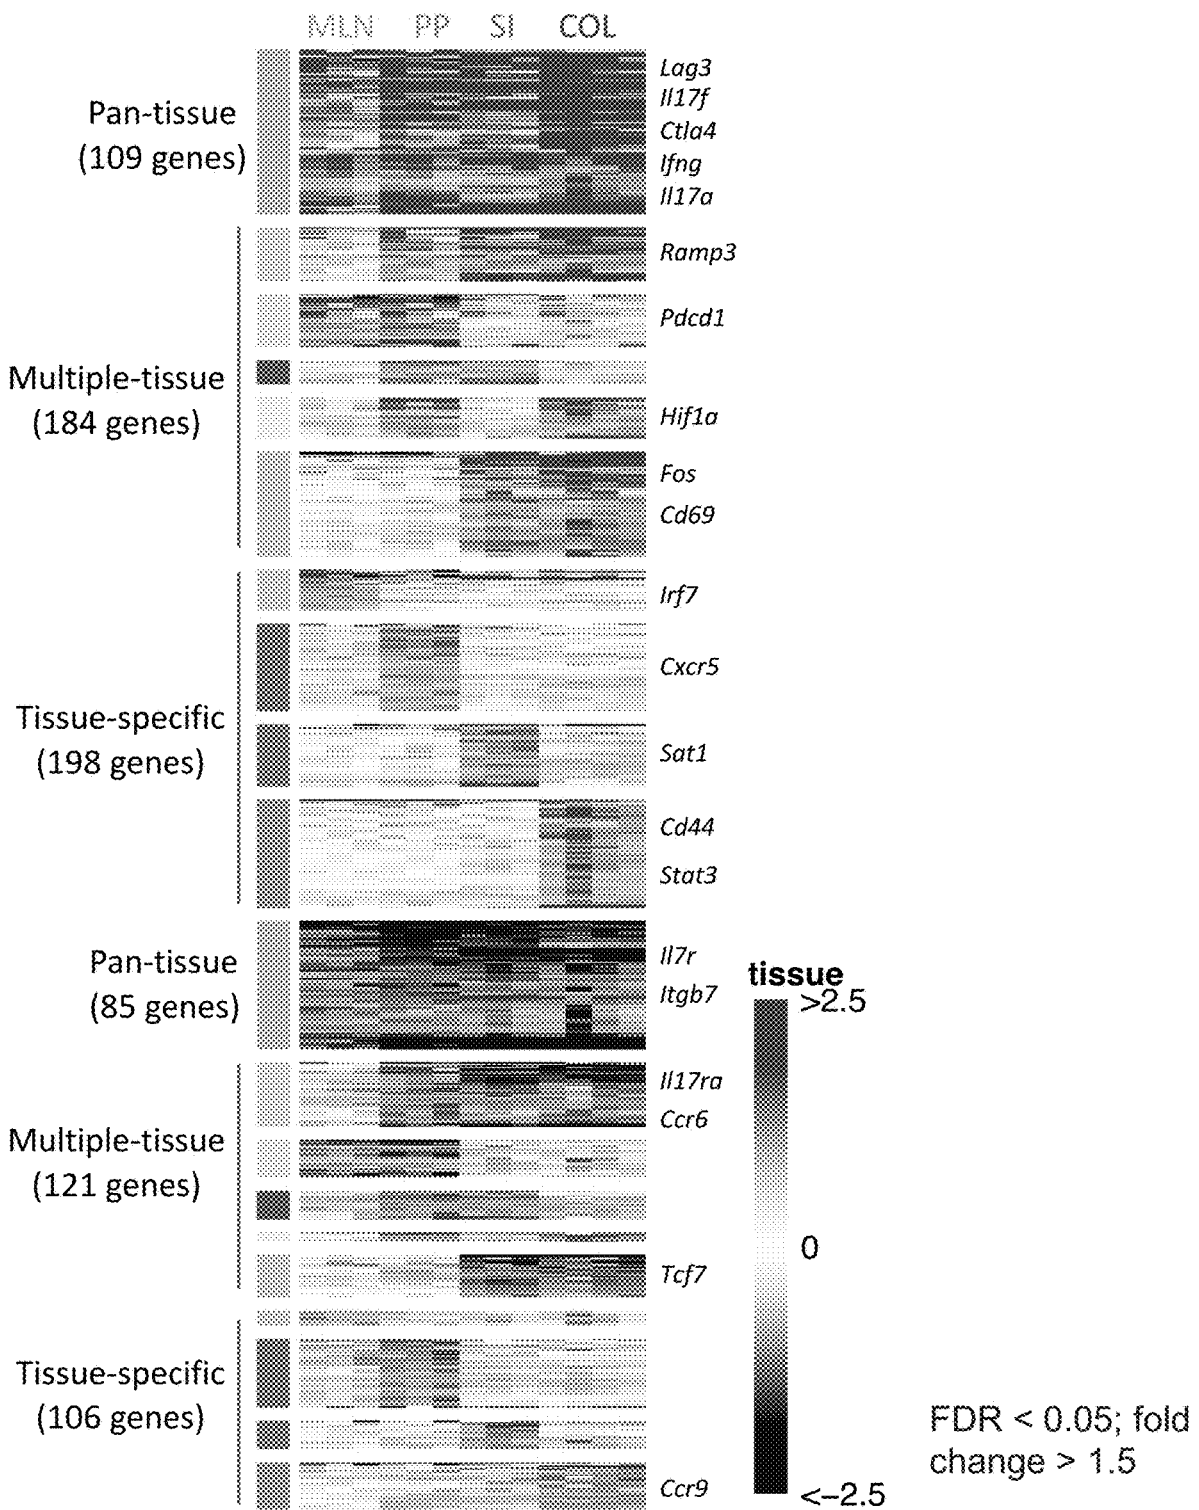 MLN PP SI COL
Pan-tissue
(109 genes)
Lag3
Il17f
Ctla4
Ifng
Il17a
Multiple-tissue
(184 genes)
Ramp3
Pdcd1
Hif1a
Fos
Cd69
Tissue-specific
(198 genes)
Irf7
Cxcr5
Sat1
Cd44
Stat3
Pan-tissue
(85 genes)
Il7r
Itgb7
Multiple-tissue
(121 genes)
Il17ra
Ccr6
Tcf7
Tissue-specific
(106 genes)
Ccr9
tissue
>2.5
0
<-2.5
FDR < 0.05; fold
change > 1.5